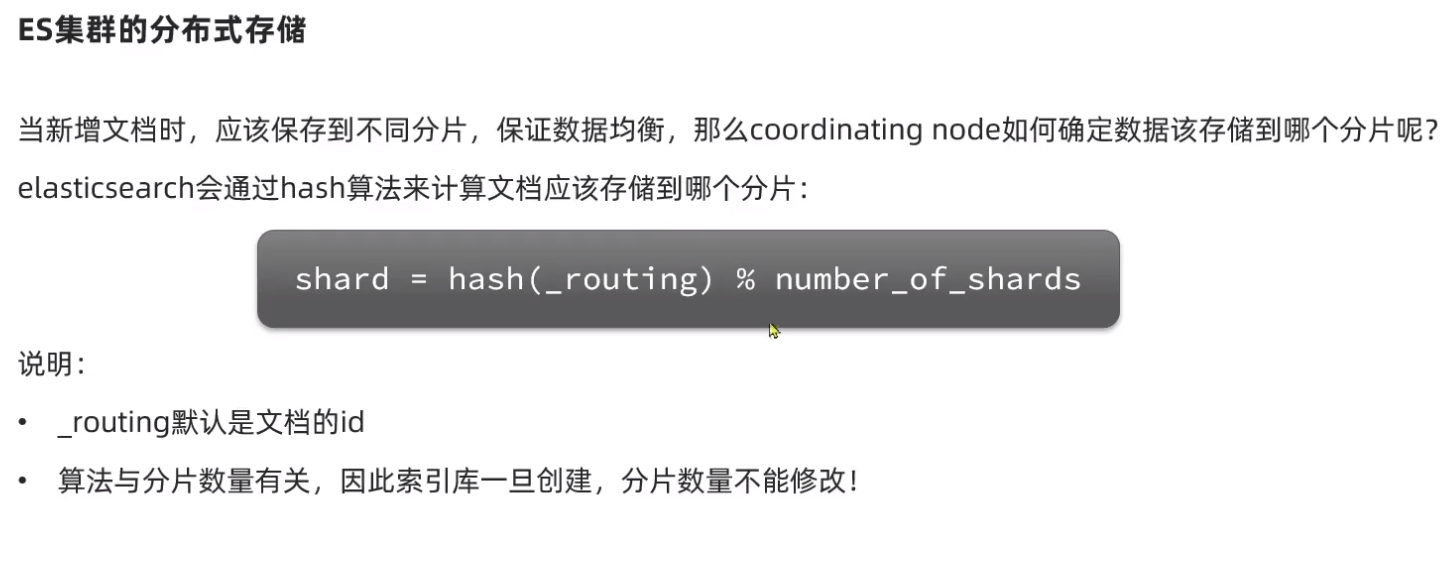 ES集群的分布式存储
当新增文档时，应该保存到不同分片，保证数据均衡，那么coordinating node如何确定数据该存储到哪个分片呢？
elasticsearch会通过hash算法来计算文档应该存储到哪个分片：
shard = hash(_routing) % number_of_shards
说明：
• _routing默认是文档的id
• 算法与分片数量有关，因此索引库一旦创建，分片数量不能修改！